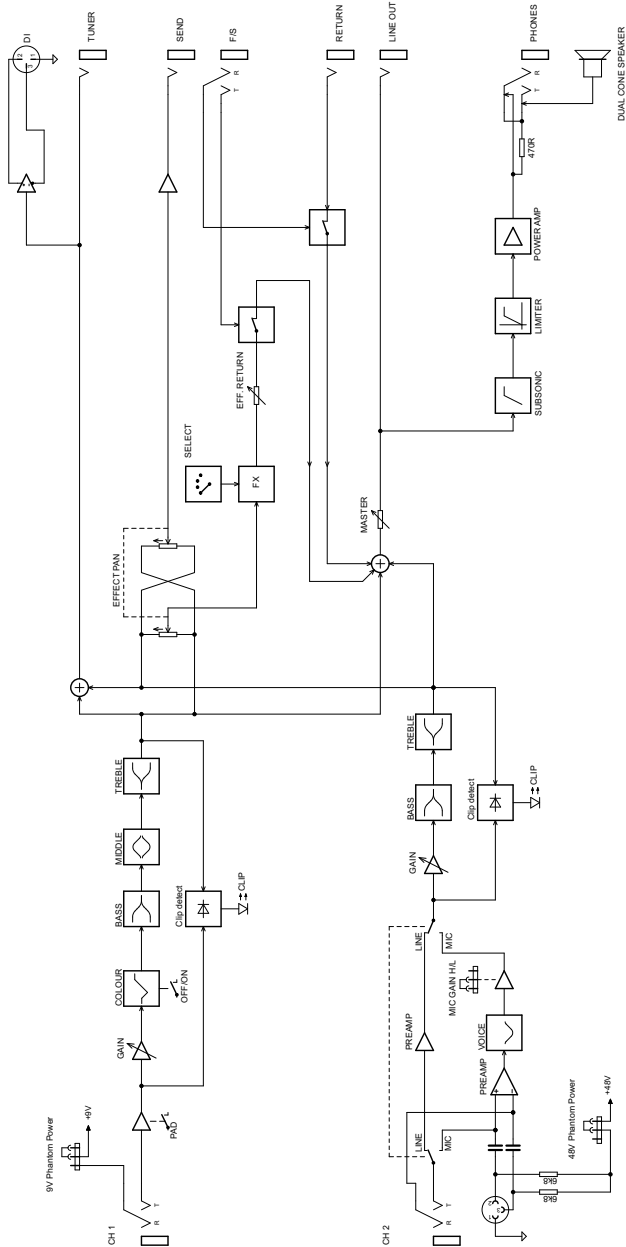 DI
2
3
1
TUNER
SEND
F/S
R
T
RETURN
LINE OUT
PHONES
R
T
DUAL CONE SPEAKER
470R
POWER AMP
LIMITER
SUBSONIC
EFF. RETURN
SELECT
FX
EFFECT PAN
MASTER
TREBLE
MIDDLE
BASS
COLOUR
OFF/ON
GAIN
PAD
Clip detect
CLIP
9V Phantom Power
+9V
CH 1
R
T
TREBLE
BASS
GAIN
Clip detect
CLIP
LINE
MIC
MIC GAIN H/L
PREAMP
VOICE
PREAMP
+
-
LINE
MIC
48V Phantom Power
+48V
6k8
6k8
CH 2
R
T